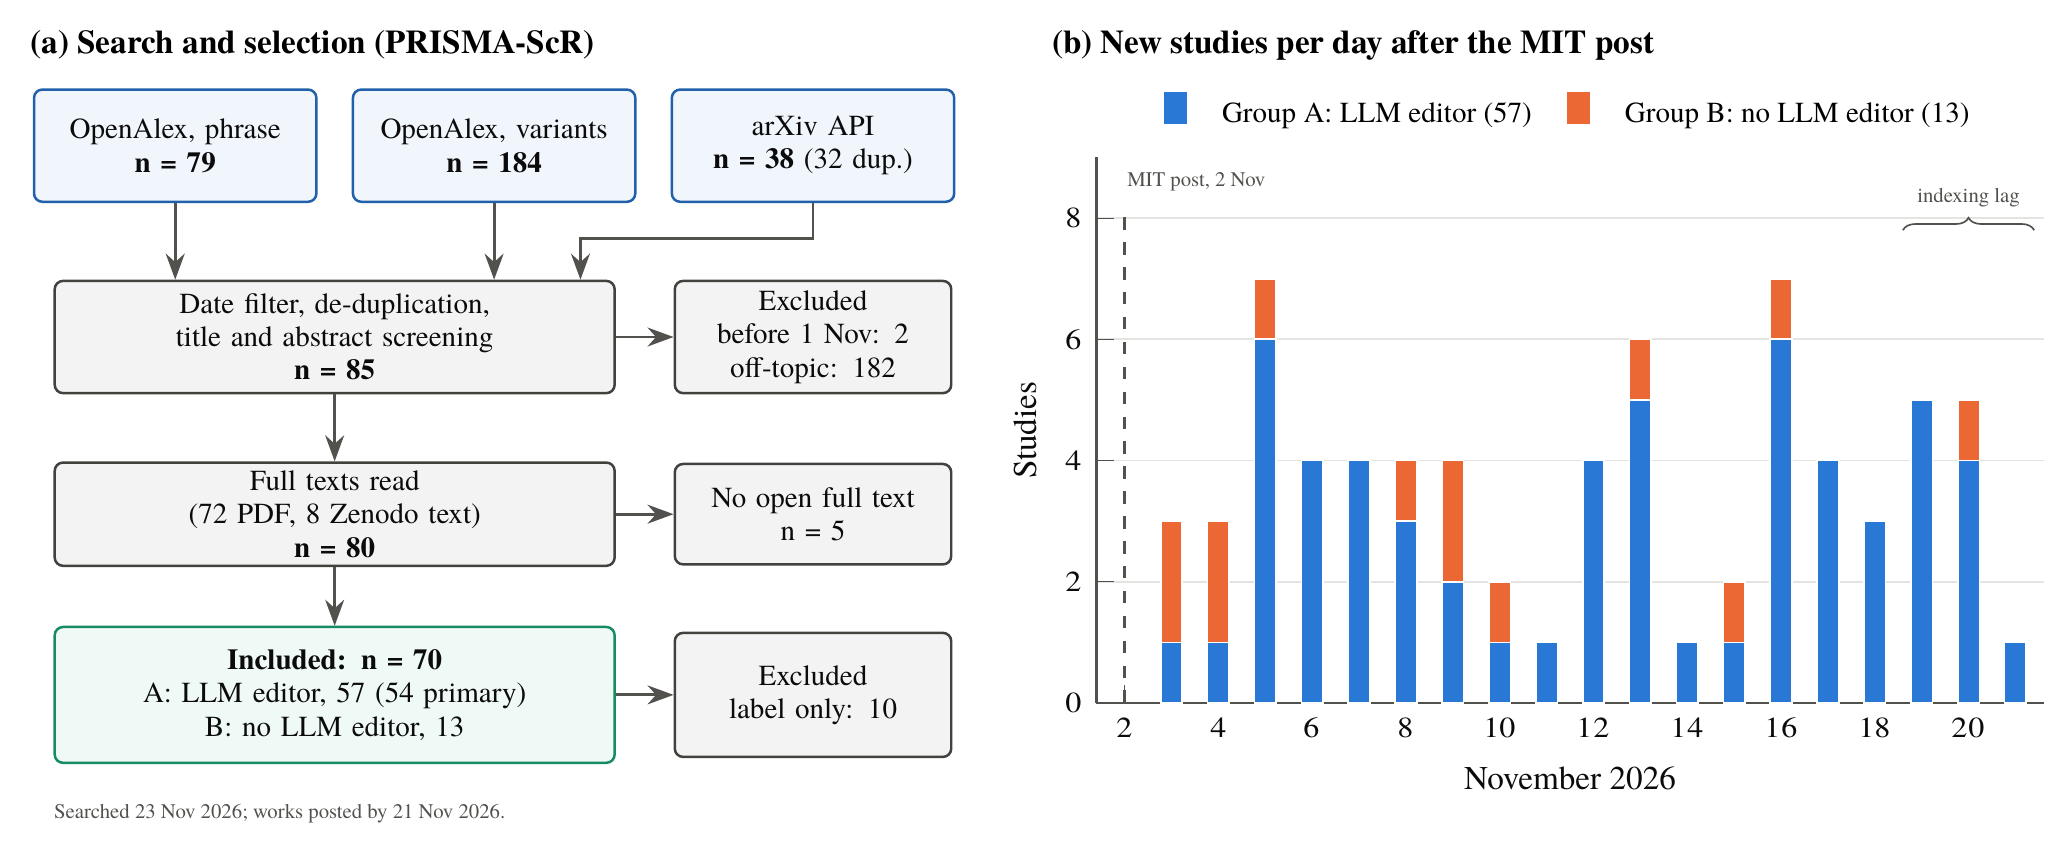 (a) Search and selection (PRISMA-ScR)
OpenAlex, phrase
n = 79
OpenAlex, variants
n = 184
arXiv API
n = 38 (32 dup.)
Date filter, de-duplication,
title and abstract screening
n = 85
Excluded
before 1 Nov: 2
off-topic: 182
Full texts read
(72 PDF, 8 Zenodo text)
n = 80
No open full text
n = 5
Included: n = 70
A: LLM editor, 57 (54 primary)
B: no LLM editor, 13
Excluded
label only: 10
Searched 23 Nov 2026; works posted by 21 Nov 2026.
(b) New studies per day after the MIT post
Group A: LLM editor (57)
Group B: no LLM editor (13)
MIT post, 2 Nov
indexing lag
Studies
8
6
4
2
0
2 4 6 8 10 12 14 16 18 20
November 2026